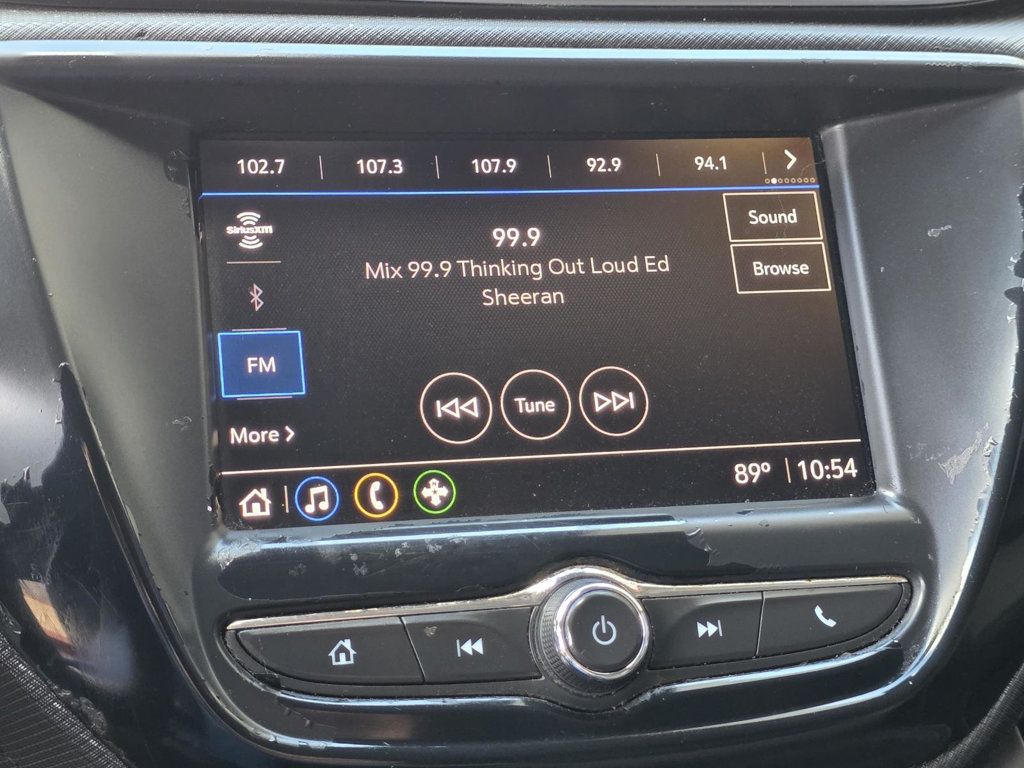 102.7 | 107.3 | 107.9 | 92.9 | 94.1
SiriusXM
99.9
Mix 99.9 Thinking Out Loud Ed
Sheeran
Sound
Browse
FM
Tune
More
89° | 10:54